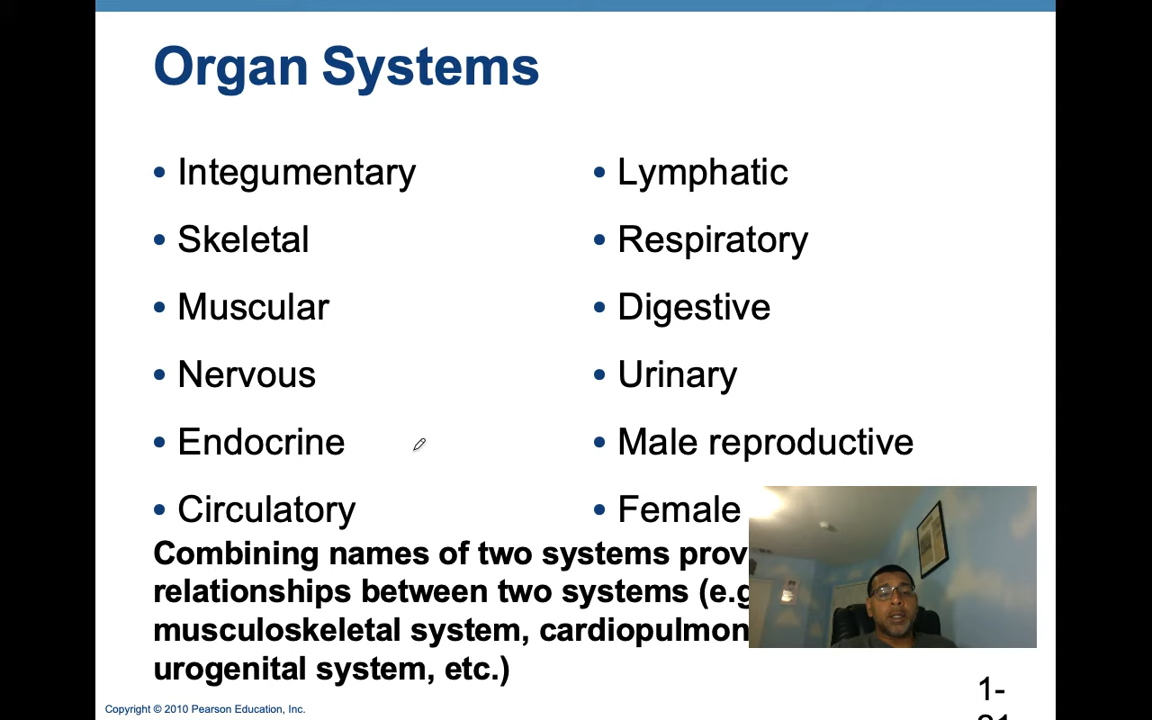 Organ Systems
• Integumentary
• Skeletal
• Muscular
• Nervous
• Endocrine
• Circulatory
• Lymphatic
• Respiratory
• Digestive
• Urinary
• Male reproductive
• Female
Combining names of two systems prov
relationships between two systems (e.g
musculoskeletal system, cardiopulmon
urogenital system, etc.)
Copyright © 2010 Pearson Education, Inc.
1-